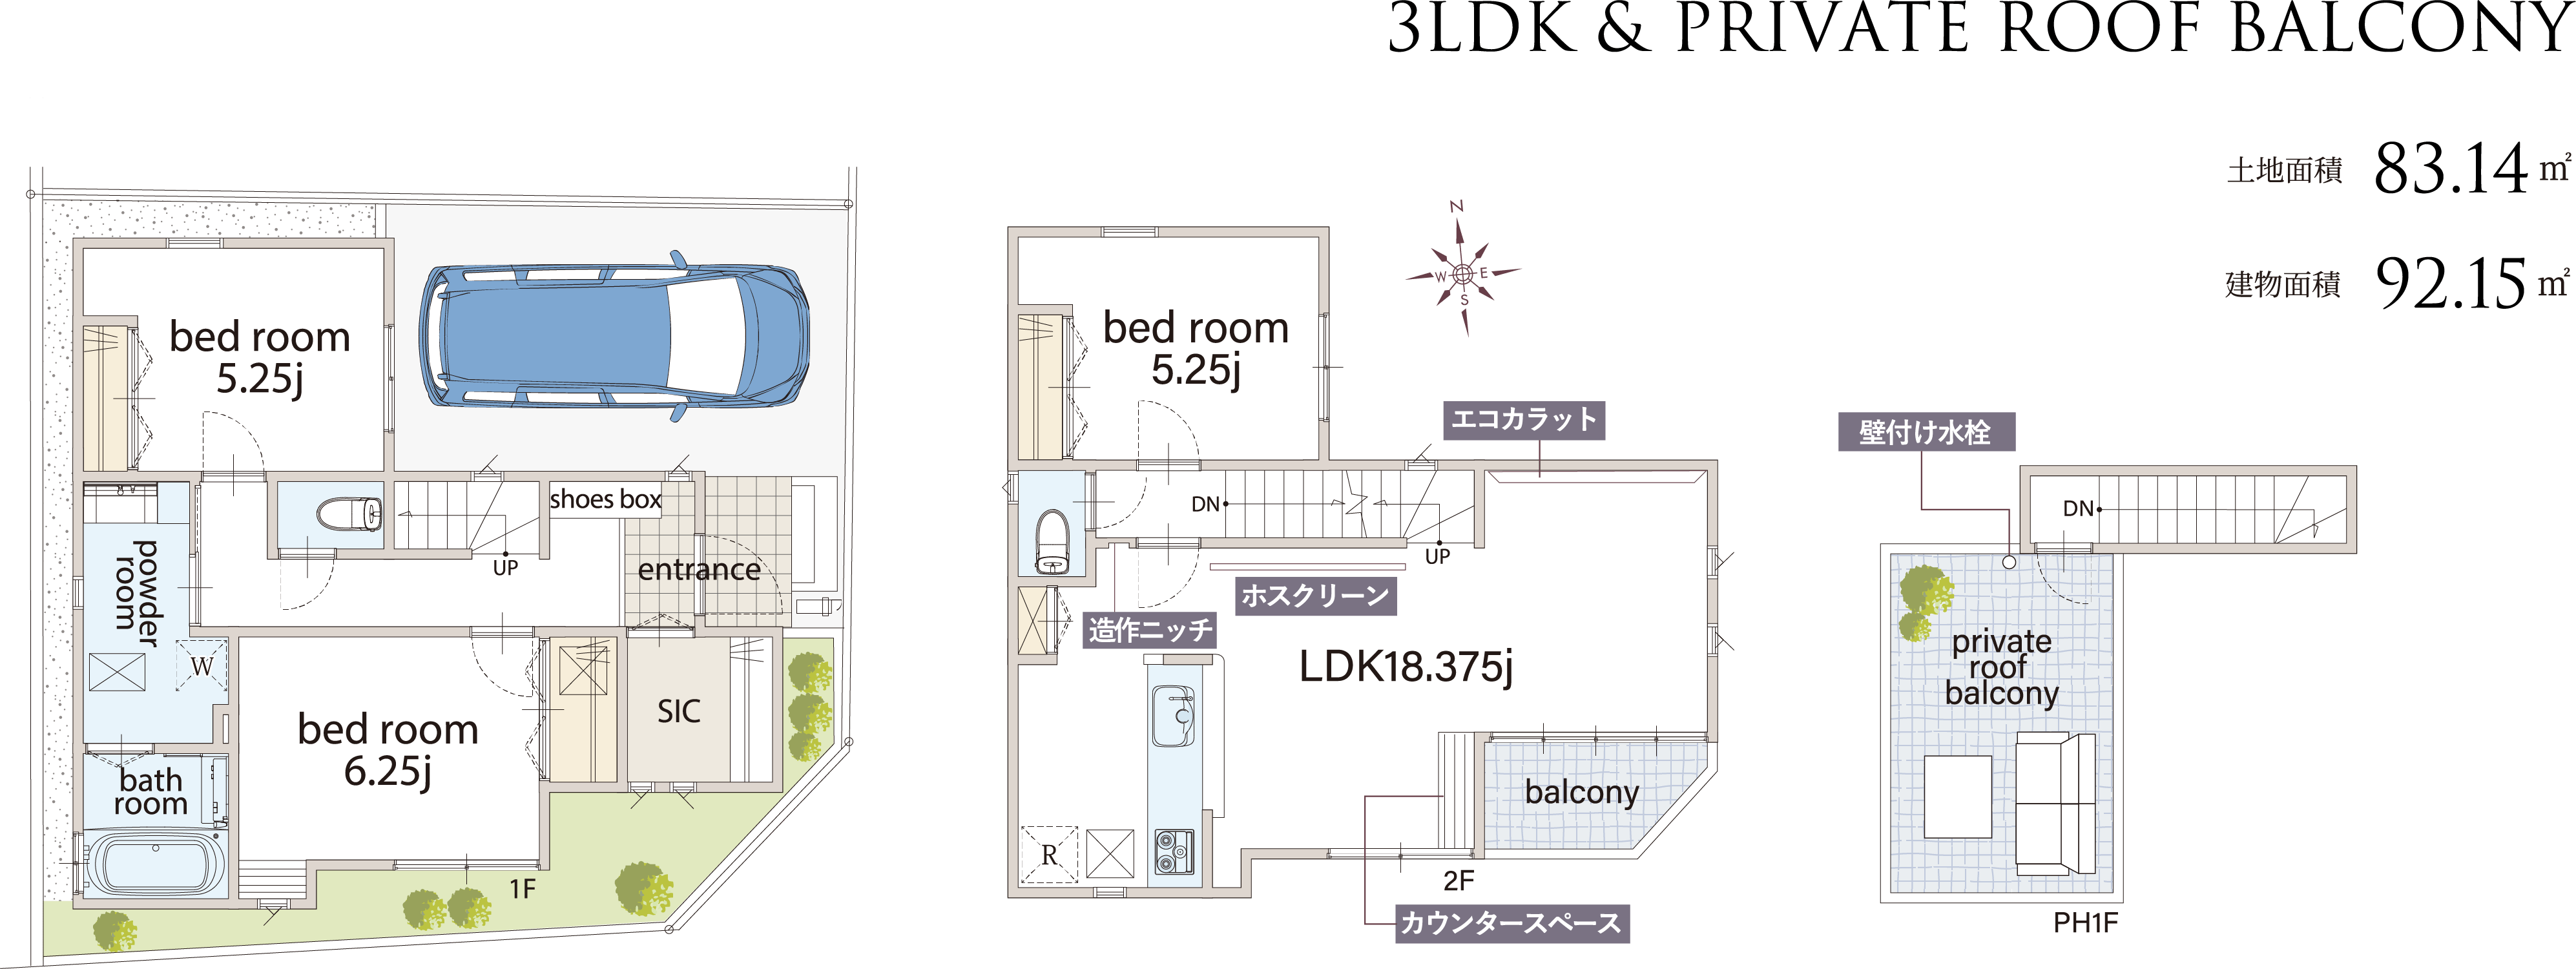 3LDK & PRIVATE ROOF BALCONY
土地面積 83.14㎡
建物面積 92.15㎡
bed room
5.25j
shoes box
UP
entrance
powder
room
W
bed room
6.25j
SIC
bath
room
1F
N
W E
S
bed room
5.25j
エコカラット
DN
UP
ホスクリーン
造作ニッチ
LDK18.375j
balcony
R
2F
カウンタースペース
壁付け水栓
DN
private
roof
balcony
PH1F